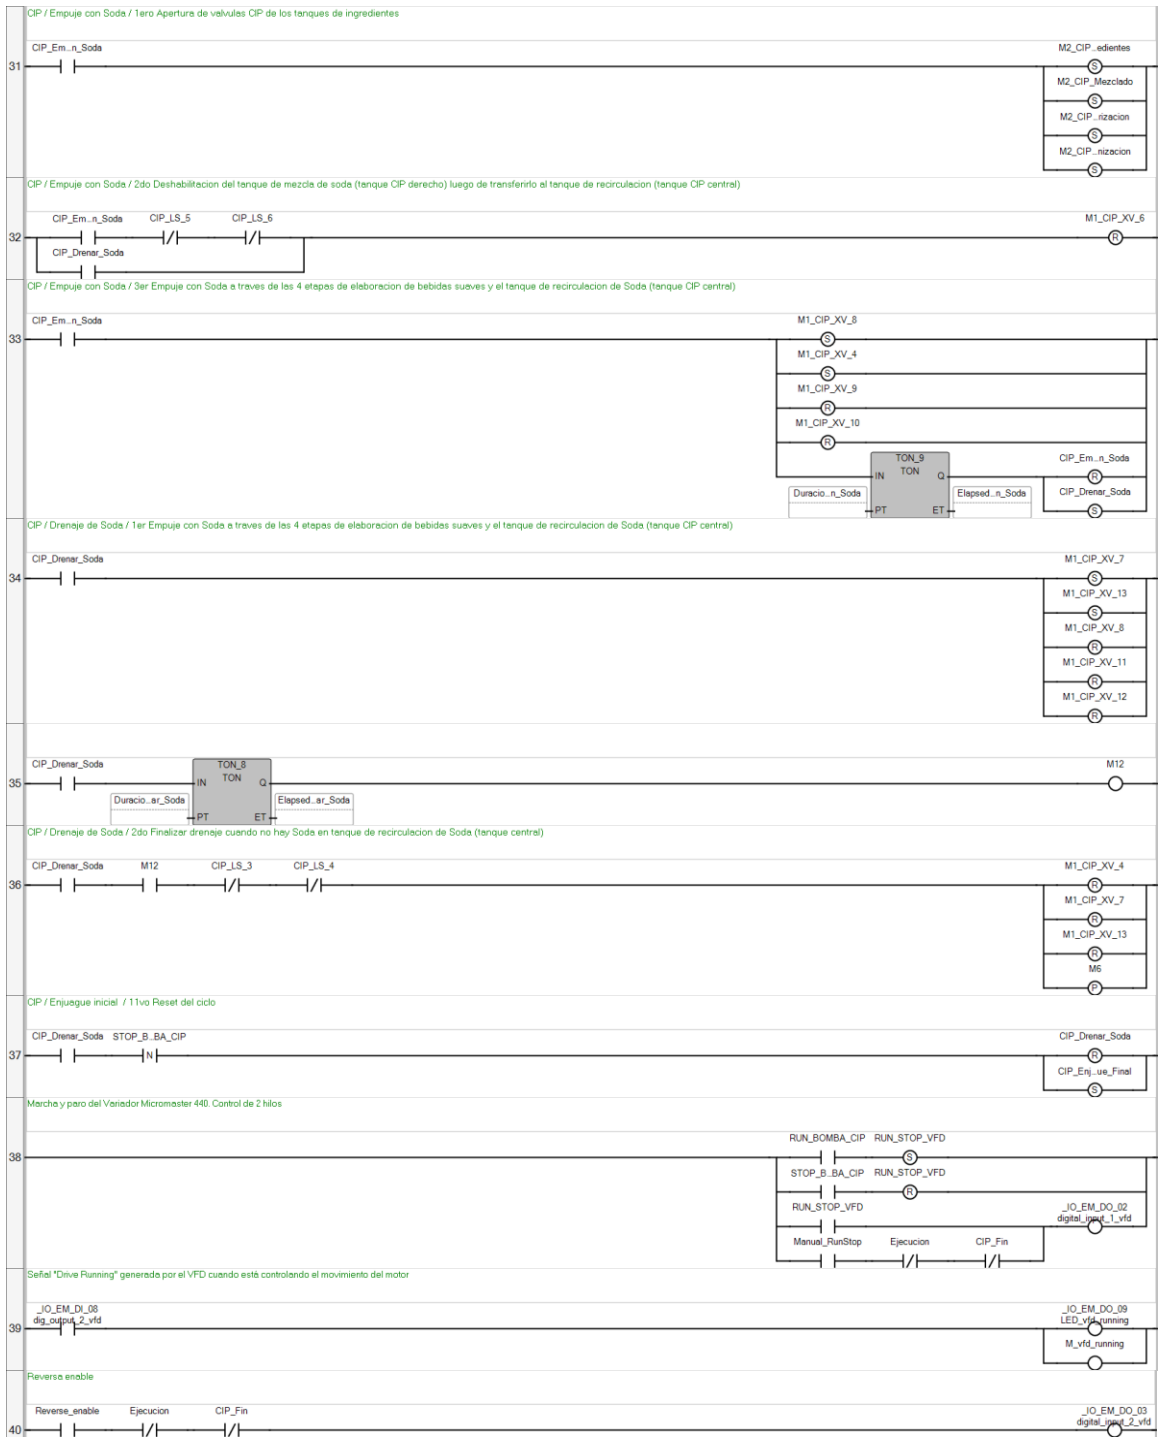 CIP / Empuje con Soda / 1ero Apertura de valvulas CIP de los tanques de ingredientes
CIP_Em...n_Soda
M2_CIP...edientes
31
S
M2_CIP_Mezclado
S
M2_CIP...rizacion
S
M2_CIP...nizacion
S
CIP / Empuje con Soda / 2do Deshabilitacion del tanque de mezcla de soda (tanque CIP derecho) luego de transferirlo al tanque de recirculacion (tanque CIP central)
CIP_Em...n_Soda CIP_LS_5 CIP_LS_6 M1_CIP_XV_6
32
R
CIP_Drenar_Soda
CIP / Empuje con Soda / 3er Empuje con Soda a traves de las 4 etapas de elaboracion de bebidas suaves y el tanque de recirculacion de Soda (tanque CIP central)
CIP_Em...n_Soda M1_CIP_XV_8
33
S
M1_CIP_XV_4
S
M1_CIP_XV_9
R
M1_CIP_XV_10
R
TON_9 CIP_Em...n_Soda
TON
IN Q R
Duracio...n_Soda Elapsed...n_Soda CIP_Drenar_Soda
PT ET S
CIP / Drenaje de Soda / 1er Empuje con Soda a traves de las 4 etapas de elaboracion de bebidas suaves y el tanque de recirculacion de Soda (tanque CIP central)
CIP_Drenar_Soda M1_CIP_XV_7
34
S
M1_CIP_XV_13
S
M1_CIP_XV_8
R
M1_CIP_XV_11
R
M1_CIP_XV_12
R
CIP_Drenar_Soda TON_8 M12
35
TON
IN Q
Duracio...ar_Soda Elapsed...ar_Soda
PT ET
CIP / Drenaje de Soda / 2do Finalizar drenaje cuando no hay Soda en tanque de recirculacion de Soda (tanque central)
CIP_Drenar_Soda M12 CIP_LS_3 CIP_LS_4 M1_CIP_XV_4
36
R
M1_CIP_XV_7
R
M1_CIP_XV_13
R
M6
P
CIP / Enjuague inicial / 11vo Reset del ciclo
CIP_Drenar_Soda STOP_B...BA_CIP CIP_Drenar_Soda
37
N R
CIP_Enj...ue_Final
S
Marcha y paro del Variador Micromaster 440. Control de 2 hilos
RUN_BOMBA_CIP RUN_STOP_VFD
38
S
STOP_B...BA_CIP RUN_STOP_VFD
R
RUN_STOP_VFD _IO_EM_DO_02
digital_input_1_vfd
Manual_RunStop Ejecucion CIP_Fin
Señal "Drive Running" generada por el VFD cuando está controlando el movimiento del motor
_IO_EM_DI_08 _IO_EM_DO_09
dig_output_2_vfd LED_vfd_running
39
M_vfd_running
Reversa enable
Reverse_enable Ejecucion CIP_Fin _IO_EM_DO_03
digital_input_2_vfd
40